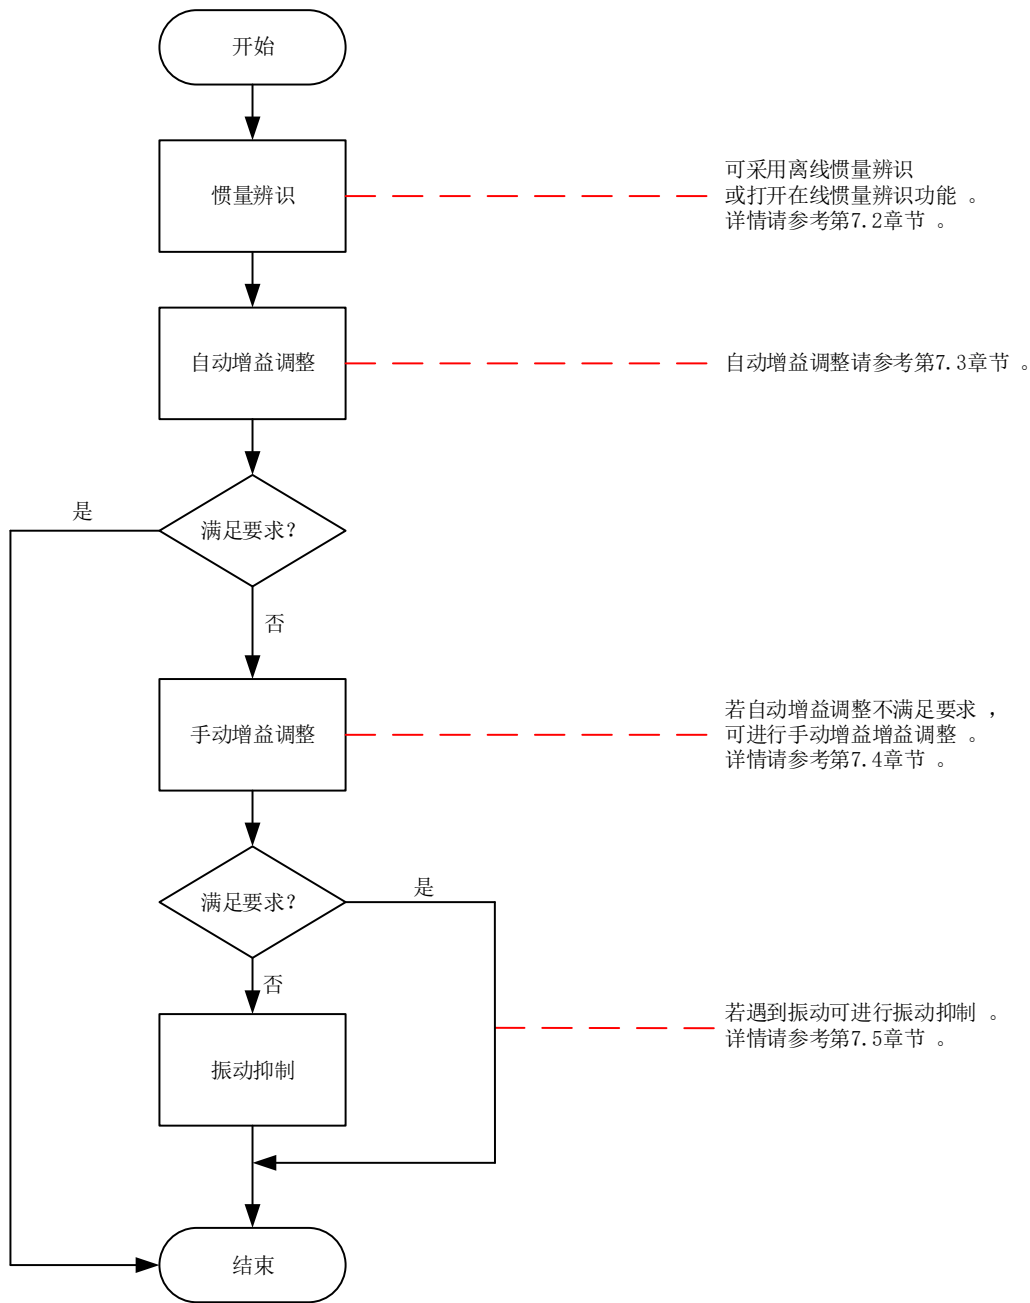 开始
惯量辨识
可采用离线惯量辨识
或打开在线惯量辨识功能 。
详情请参考第7.2章节 。
自动增益调整
自动增益调整请参考第7.3章节 。
是
满足要求?
否
手动增益调整
若自动增益调整不满足要求 ，
可进行手动增益增益调整 。
详情请参考第7.4章节 。
满足要求?
是
否
若遇到振动可进行振动抑制 。
详情请参考第7.5章节 。
振动抑制
结束